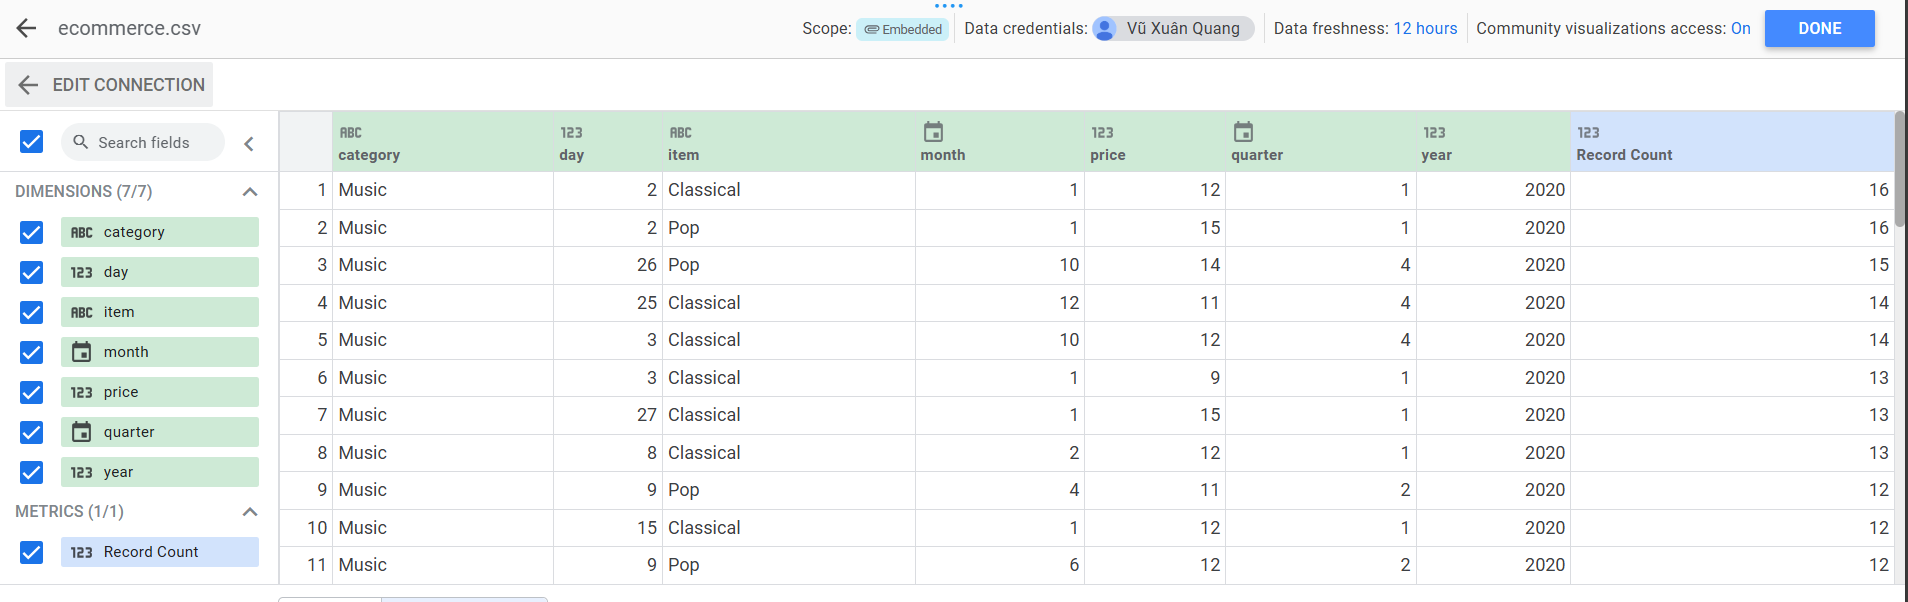 ecommerce.csv Scope: Embedded Data credentials: Vũ Xuân Quang Data freshness: 12 hours Community visualizations access: On DONE
EDIT CONNECTION
Search fields
DIMENSIONS (7/7)
ABC category
123 day
ABC item
month
123 price
quarter
123 year
METRICS (1/1)
123 Record Count
ABC 123 ABC 123 123 123
category day item month price quarter year Record Count
1 Music 2 Classical 1 12 1 2020 16
2 Music 2 Pop 1 15 1 2020 16
3 Music 26 Pop 10 14 4 2020 15
4 Music 25 Classical 12 11 4 2020 14
5 Music 3 Classical 10 12 4 2020 14
6 Music 3 Classical 1 9 1 2020 13
7 Music 27 Classical 1 15 1 2020 13
8 Music 8 Classical 2 12 1 2020 13
9 Music 9 Pop 4 11 2 2020 12
10 Music 15 Classical 1 12 1 2020 12
11 Music 9 Pop 6 12 2 2020 12